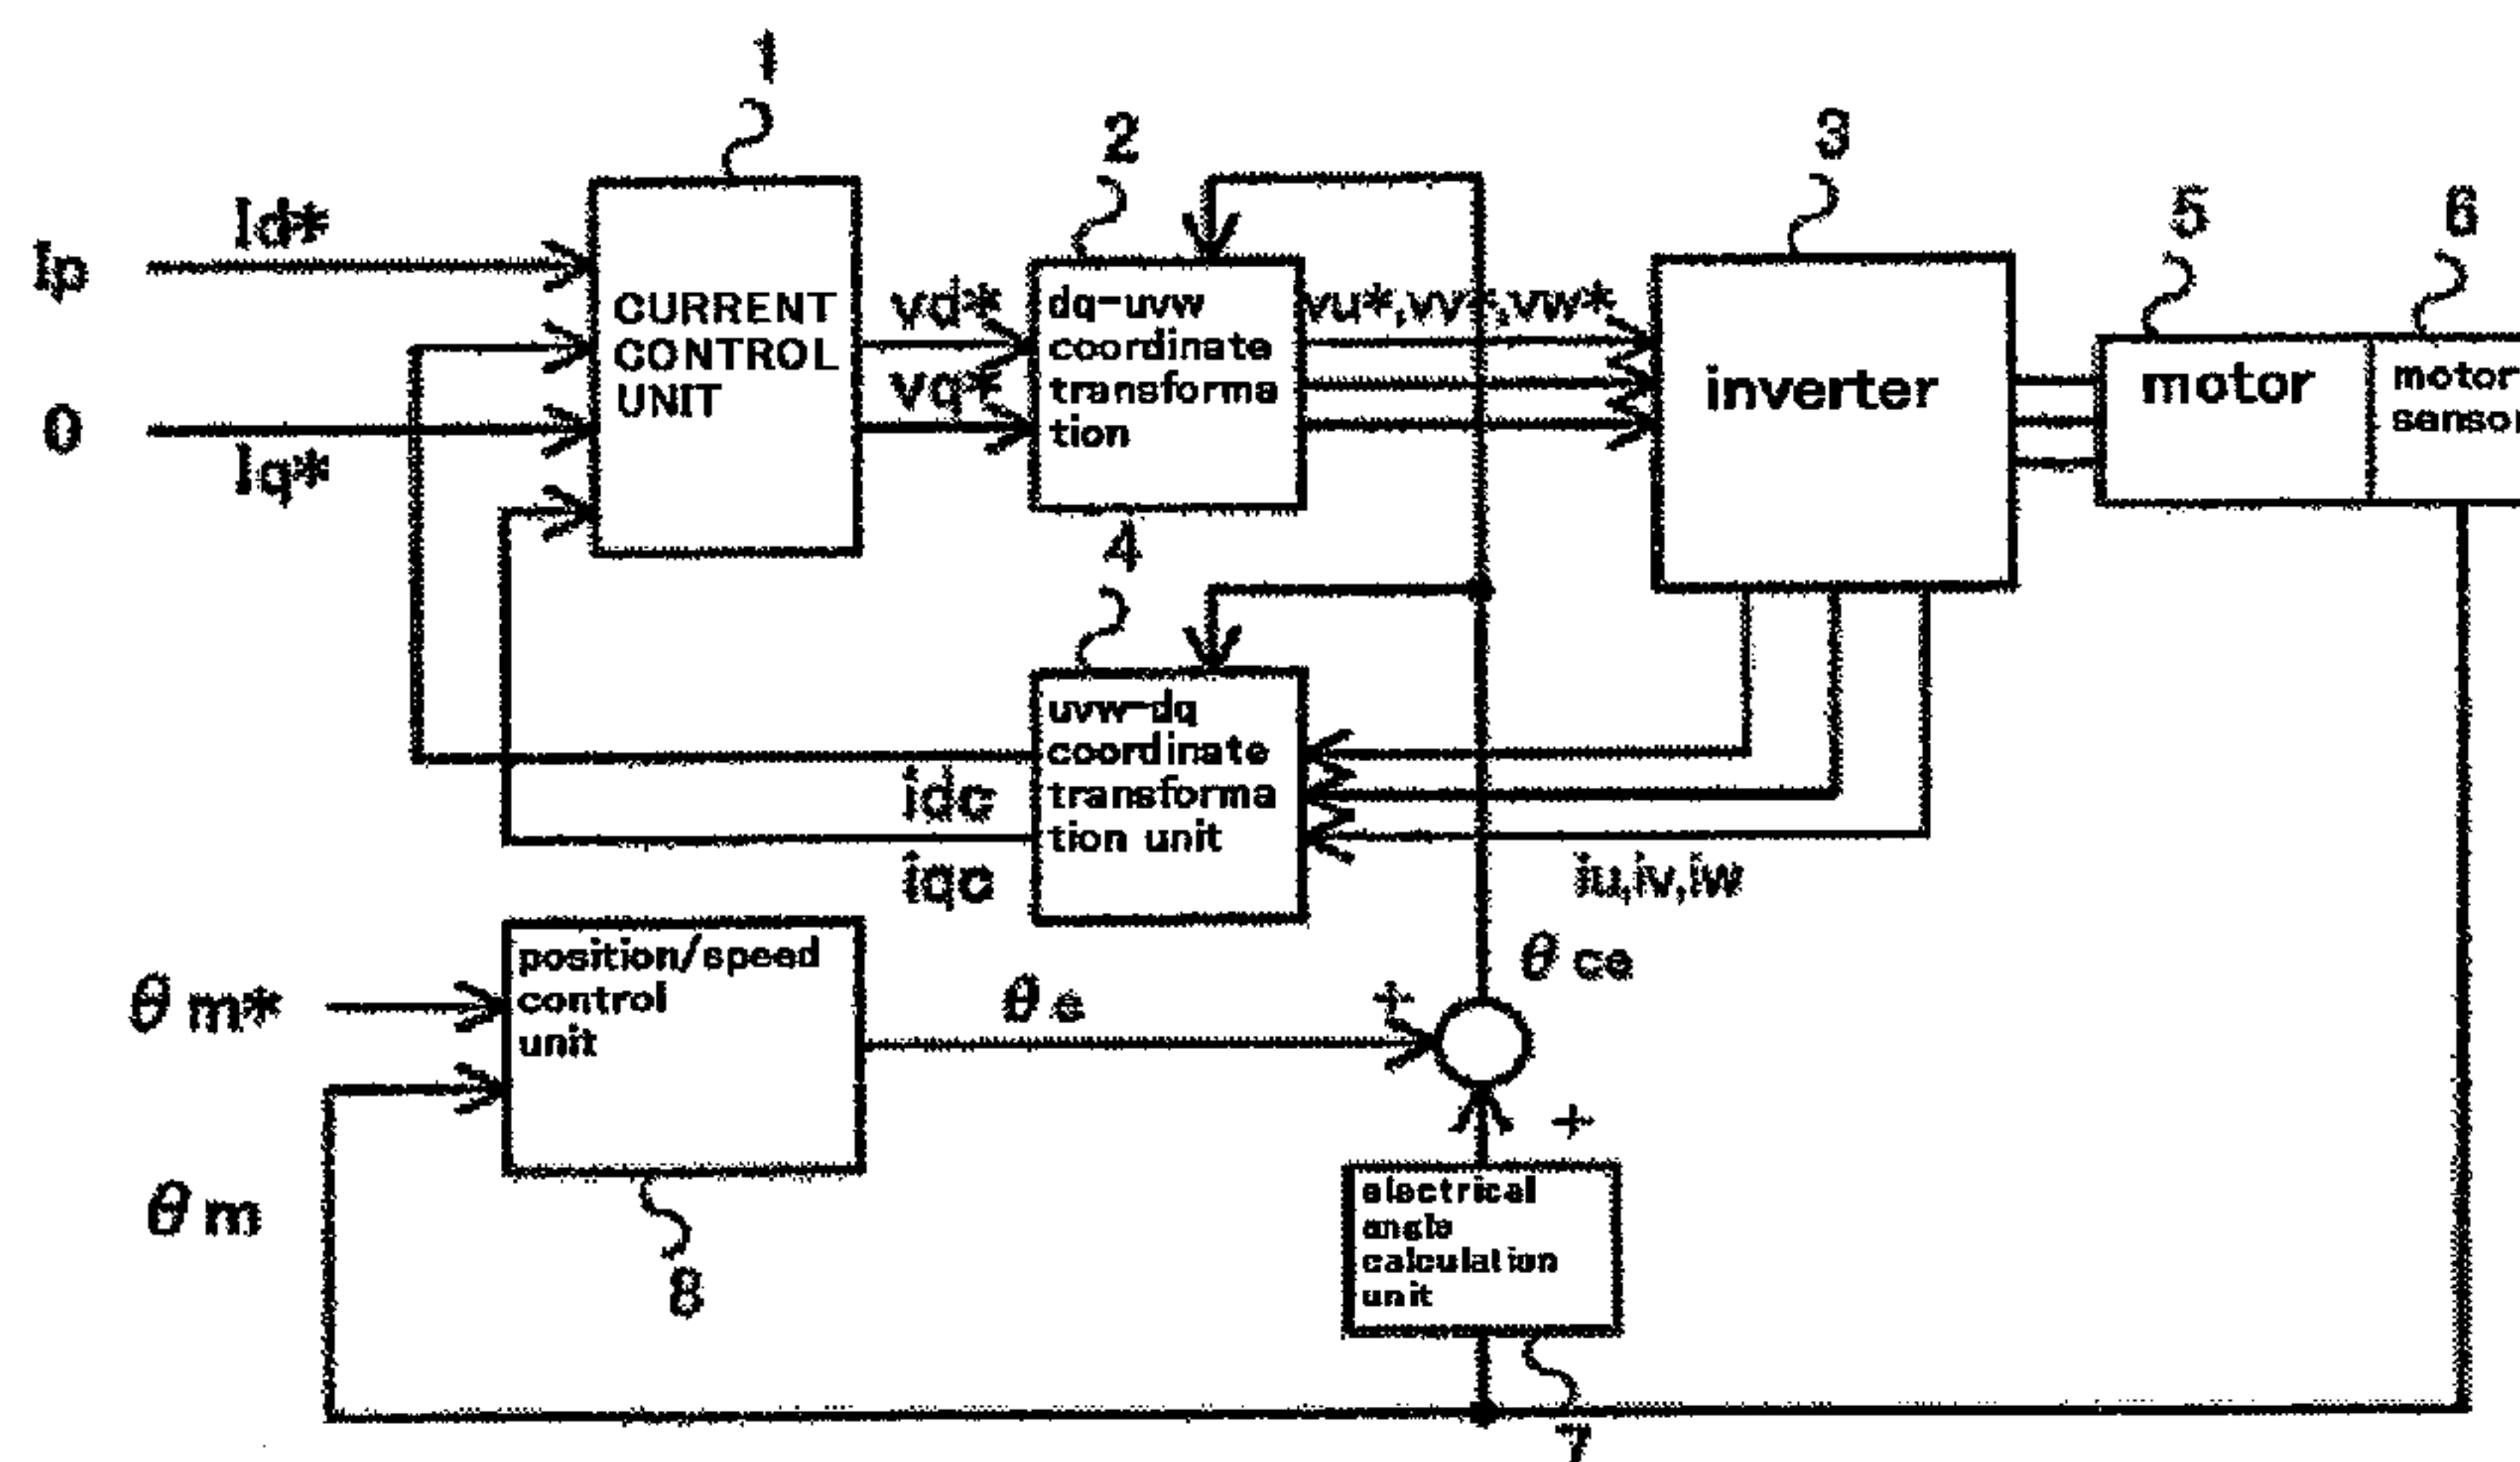 1
2
3
5
6
Id*
Ip
CURRENT
CONTROL
UNIT
vd*
vq*
dq-uvw
coordinate
transforma
tion
vu*,vv*,vw*
inverter
motor
motor
sensor
0
Iq*
4
uvw-dq
coordinate
transforma
tion unit
idc
iqc
iu,iv,iw
θce
position/speed
control
unit
θm*
θe
+
+
θm
8
electrical
angle
calculation
unit
7